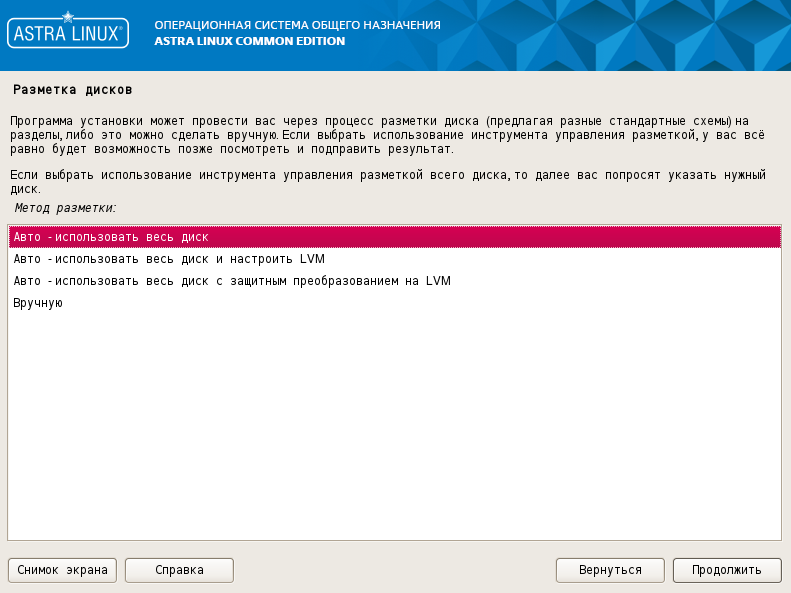 ASTRA LINUX®
ОПЕРАЦИОННАЯ СИСТЕМА ОБЩЕГО НАЗНАЧЕНИЯ
ASTRA LINUX COMMON EDITION
Разметка дисков
Программа установки может провести вас через процесс разметки диска (предлагая разные стандартные схемы) на
разделы, либо это можно сделать вручную. Если выбрать использование инструмента управления разметкой, у вас всё
равно будет возможность позже посмотреть и подправить результат.
Если выбрать использование инструмента управления разметкой всего диска, то далее вас попросят указать нужный
диск.
Метод разметки:
Авто - использовать весь диск
Авто - использовать весь диск и настроить LVM
Авто - использовать весь диск с защитным преобразованием на LVM
Вручную
Снимок экрана
Справка
Вернуться
Продолжить